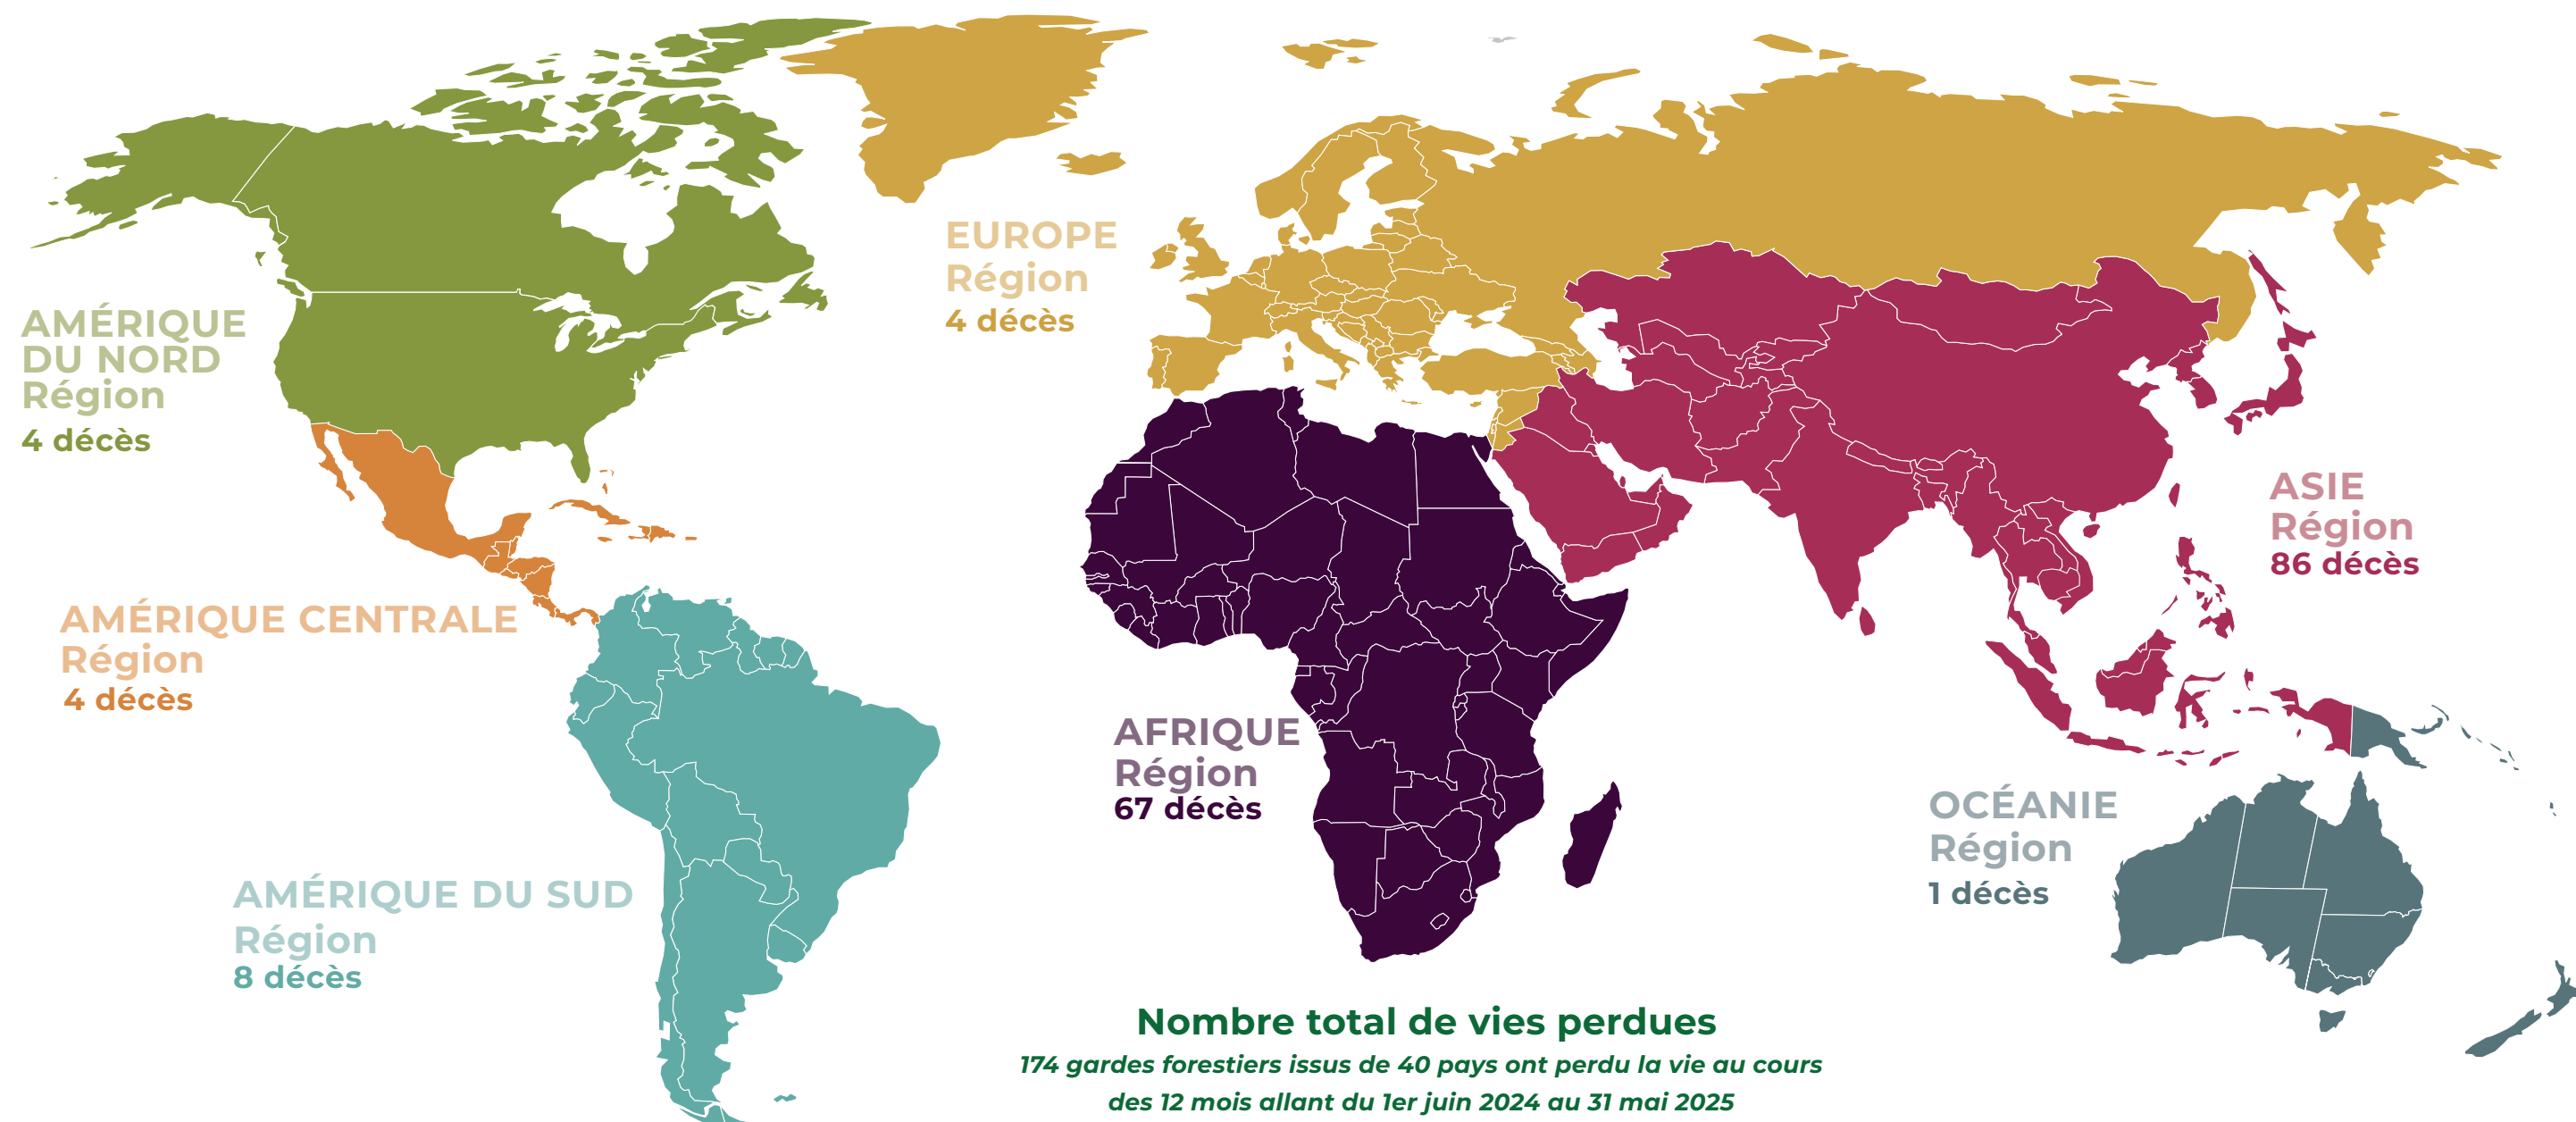 EUROPE
Région
4 décès
AMÉRIQUE
DU NORD
Région
4 décès
ASIE
Région
86 décès
AMÉRIQUE CENTRALE
Région
4 décès
AFRIQUE
Région
67 décès
OCÉANIE
Région
1 décès
AMÉRIQUE DU SUD
Région
8 décès
Nombre total de vies perdues
174 gardes forestiers issus de 40 pays ont perdu la vie au cours
des 12 mois allant du 1er juin 2024 au 31 mai 2025